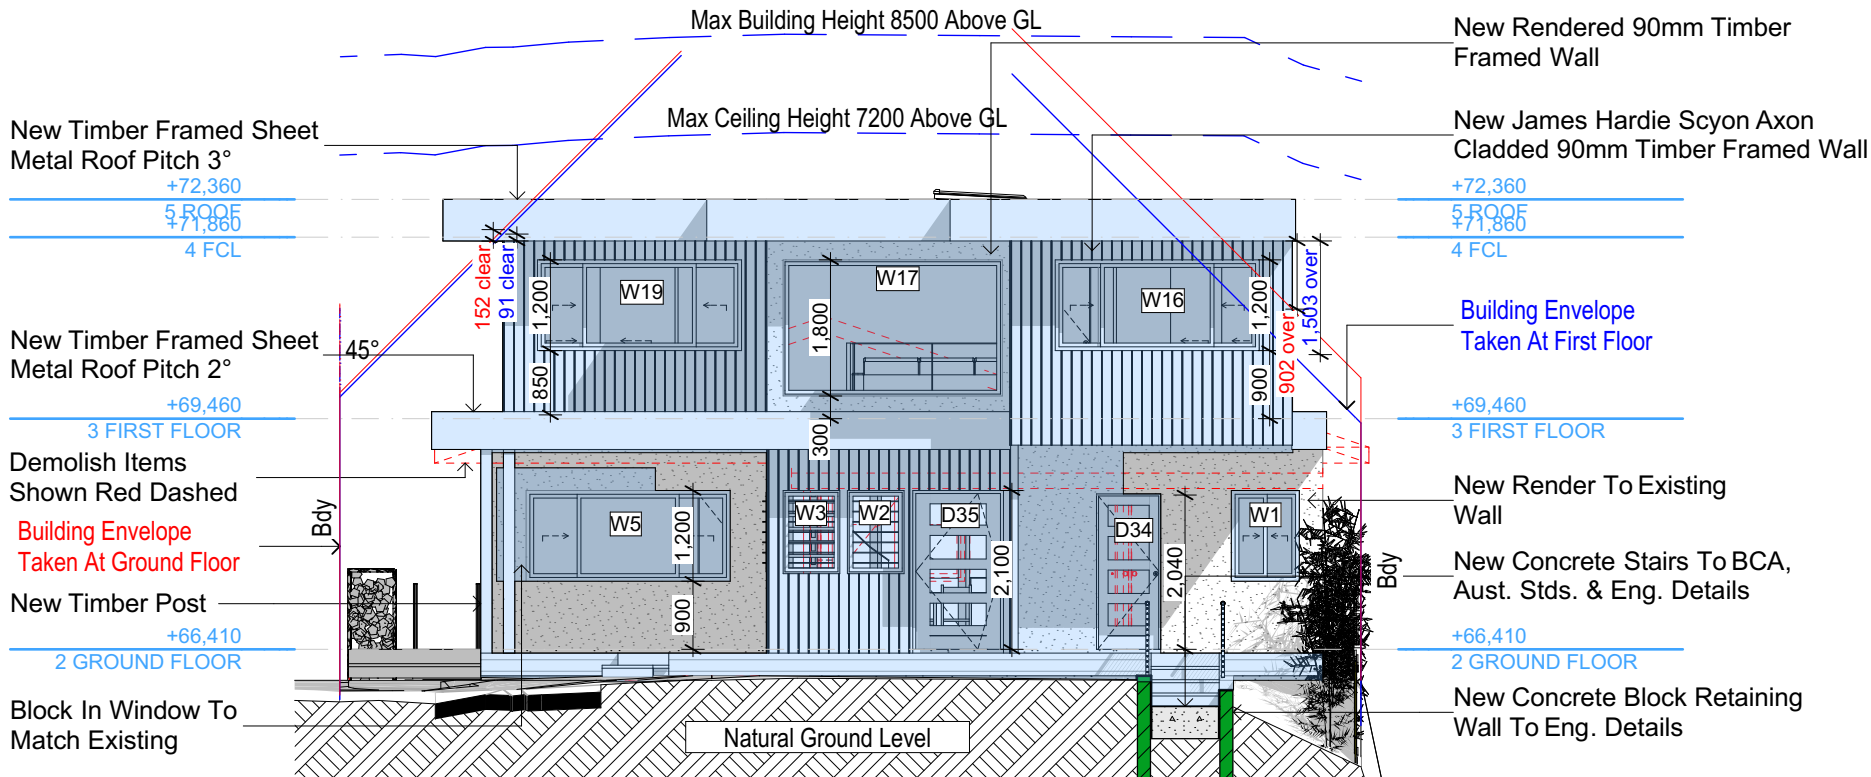 Max Building Height 8500 Above GL
New Rendered 90mm Timber
Framed Wall
Max Ceiling Height 7200 Above GL
New Timber Framed Sheet
Metal Roof Pitch 3°
New James Hardie Scyon Axon
Cladded 90mm Timber Framed Wall
+72,360
5 ROOF
+71,860
4 FCL
+72,360
5 ROOF
+71,860
4 FCL
152 clear
91 clear
1,200
W19
W17
1,800
W16
1,200
1,503 over
902 over
Building Envelope
Taken At First Floor
New Timber Framed Sheet
Metal Roof Pitch 2°
45°
850
900
+69,460
3 FIRST FLOOR
300
+69,460
3 FIRST FLOOR
Demolish Items
Shown Red Dashed
Bdy
Building Envelope
Taken At Ground Floor
W5
1,200
W3
W2
D35
2,100
D34
2,040
W1
New Render To Existing
Wall
Bdy
New Concrete Stairs To BCA,
Aust. Stds. & Eng. Details
New Timber Post
900
+66,410
2 GROUND FLOOR
+66,410
2 GROUND FLOOR
Block In Window To
Match Existing
Natural Ground Level
New Concrete Block Retaining
Wall To Eng. Details